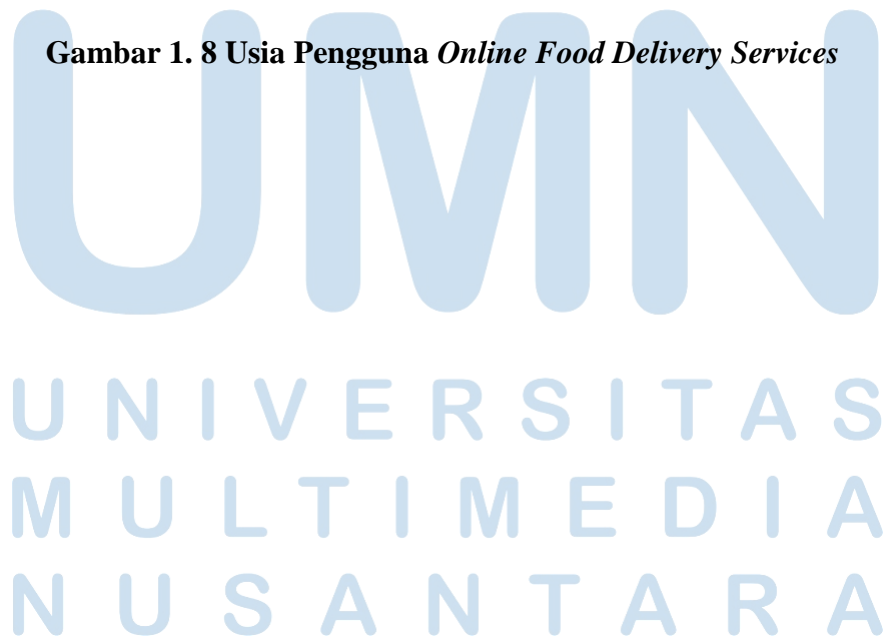 Gambar 1. 8 Usia Pengguna Online Food Delivery Services
UMN
UNIVERSITAS
MULTIMEDIA
NUSANTARA